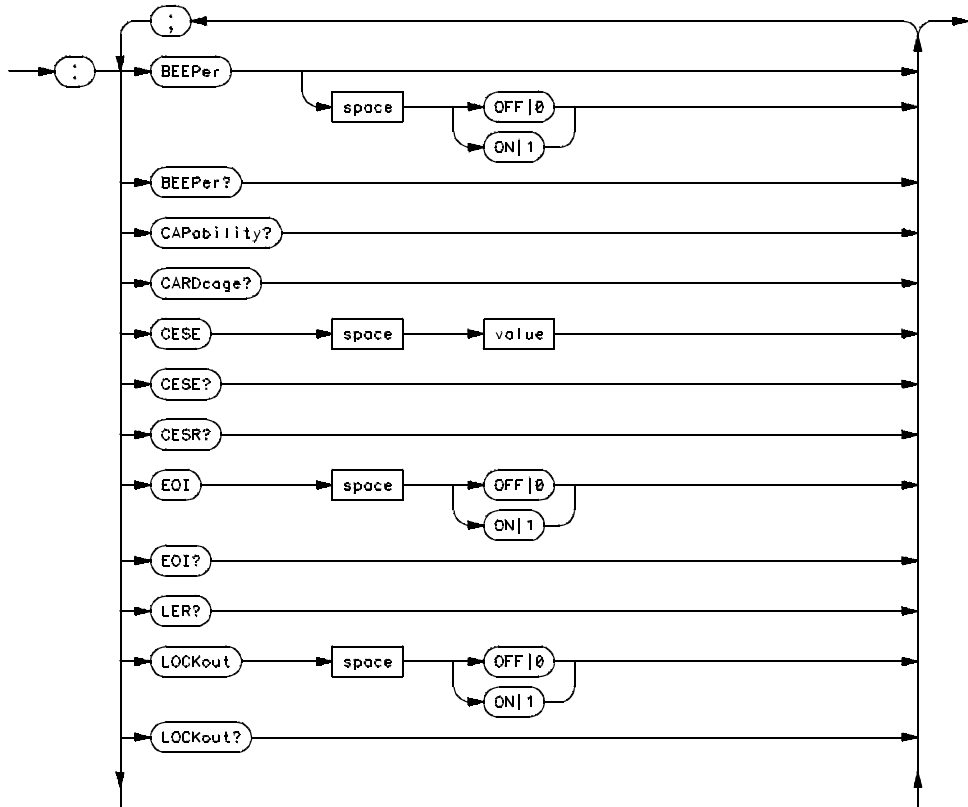 ;
: BEEPer
space OFF|0
ON|1
BEEPer?
CAPability?
CARDcage?
CESE space value
CESE?
CESR?
EOI space OFF|0
ON|1
EOI?
LER?
LOCKout space OFF|0
ON|1
LOCKout?